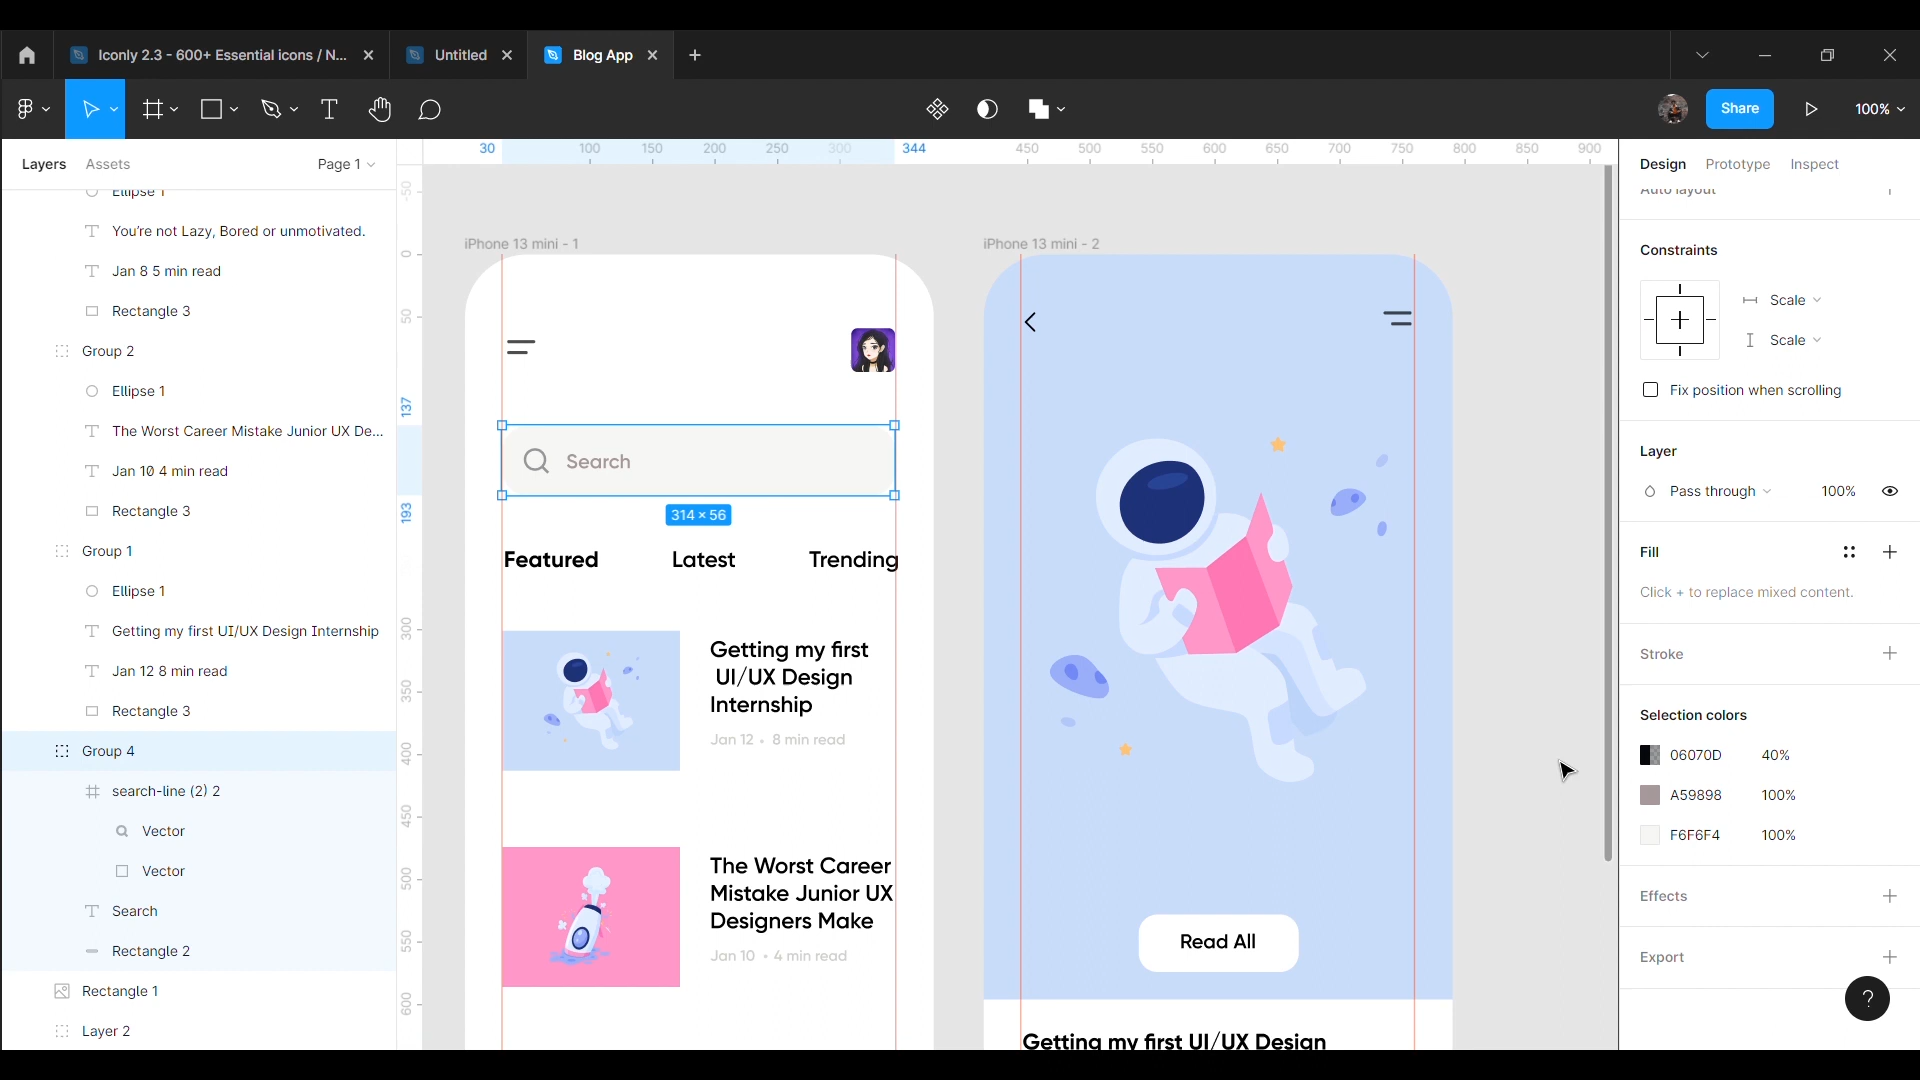 Iconly 2.3 - 600+ Essential icons / N...
Untitled
Blog App
Share
100%
Layers
Assets
Page 1
30
100
150
200
250
300
344
450
500
550
600
650
700
750
800
850
900
Design
Prototype
Inspect
Ellipse 1
You're not Lazy, Bored or unmotivated.
Jan 8 5 min read
Rectangle 3
Group 2
Ellipse 1
The Worst Career Mistake Junior UX De...
Jan 10 4 min read
Rectangle 3
Group 1
Ellipse 1
Getting my first UI/UX Design Internship
Jan 12 8 min read
Rectangle 3
Group 4
search-line (2) 2
Vector
Vector
Search
Rectangle 2
Rectangle 1
Layer 2
-50
0
50
137
193
300
350
400
450
500
550
600
iPhone 13 mini - 1
Search
314 × 56
Featured
Latest
Trending
Getting my first
UI/UX Design
Internship
Jan 12 • 8 min read
The Worst Career
Mistake Junior UX
Designers Make
Jan 10 • 4 min read
iPhone 13 mini - 2
Read All
Getting my first UI/UX Design
Auto layout
Constraints
Scale
Scale
Fix position when scrolling
Layer
Pass through
100%
Fill
Click + to replace mixed content.
Stroke
Selection colors
06070D 40%
A59898 100%
F6F6F4 100%
Effects
Export
?